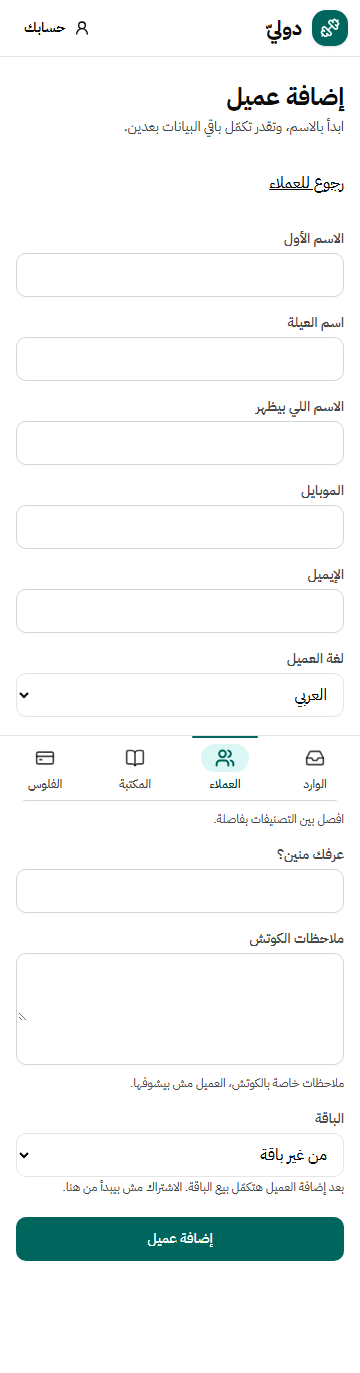 دوليّ
حسابك
إضافة عميل
ابدأ بالاسم، وتقدر تكمّل باقي البيانات بعدين.
رجوع للعملاء
الاسم الأول
اسم العيلة
الاسم اللي بيظهر
الموبايل
الإيميل
لغة العميل
العربي
الوارد
العملاء
المكتبة
الفلوس
افصل بين التصنيفات بفاصلة.
عرفك منين؟
ملاحظات الكوتش
ملاحظات خاصة بالكوتش، العميل مش بيشوفها.
الباقة
من غير باقة
بعد إضافة العميل هتكمّل بيع الباقة. الاشتراك مش بيبدأ من هنا.
إضافة عميل